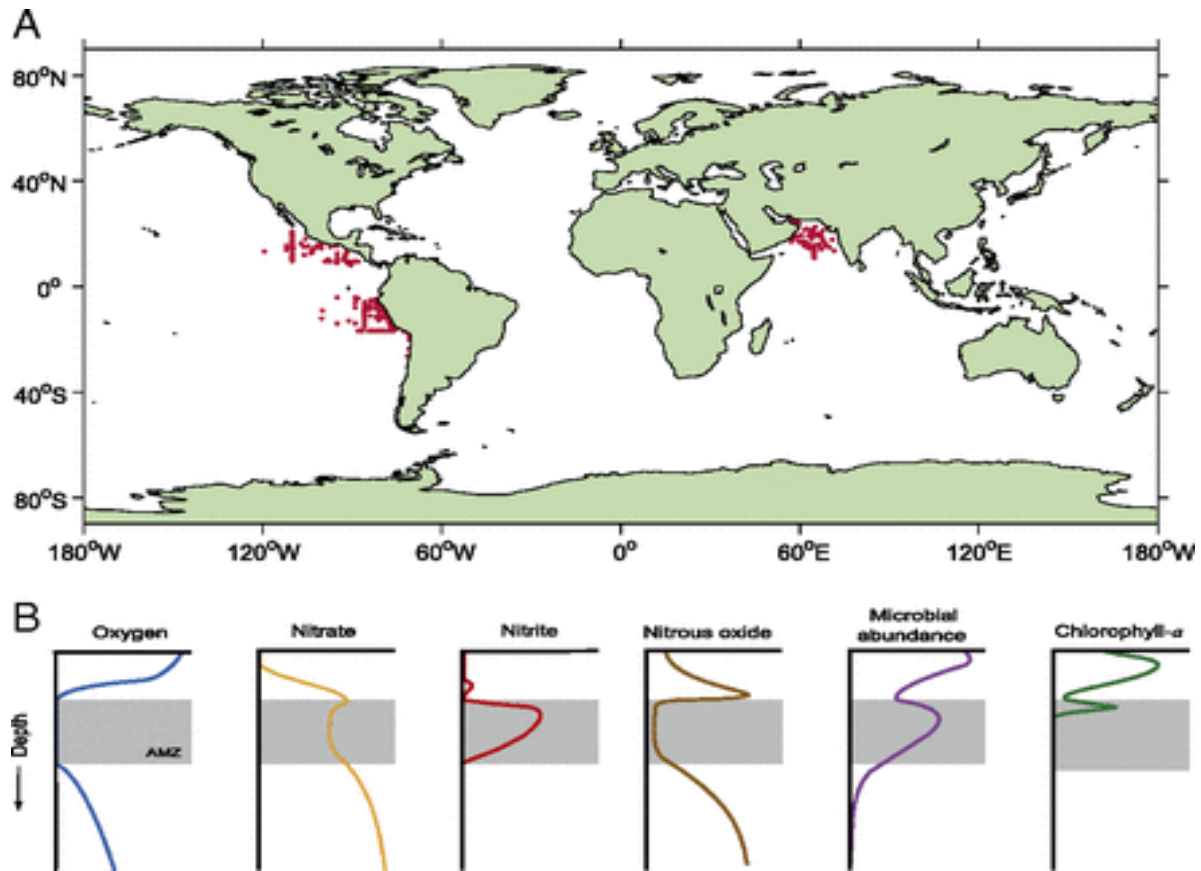 A
80°N
40°N
0°
40°S
80°S
180°W 120°W 60°W 0° 60°E 120°E 180°W
B
Oxygen Nitrate Nitrite Nitrous oxide Microbial abundance Chlorophyll-a
Depth
AMZ